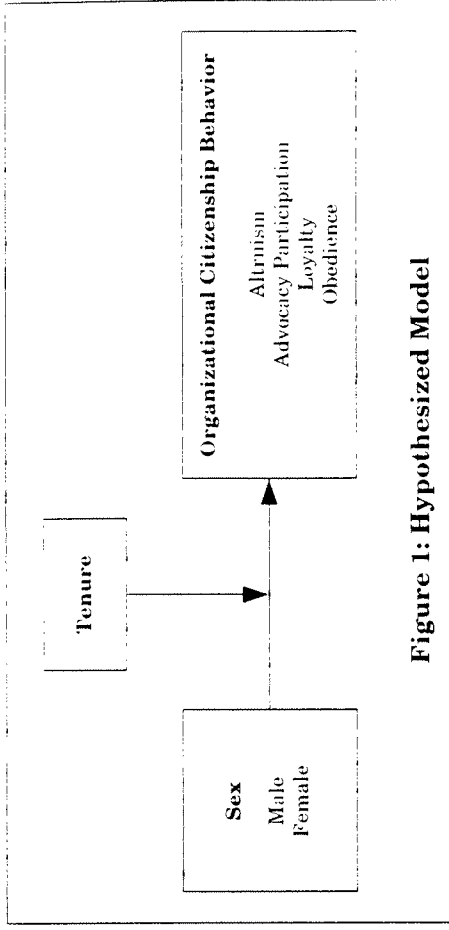 Tenure
Sex
Male
Female
Organizational Citizenship Behavior
Altruism
Advocacy Participation
Loyalty
Obedience
Figure 1: Hypothesized Model